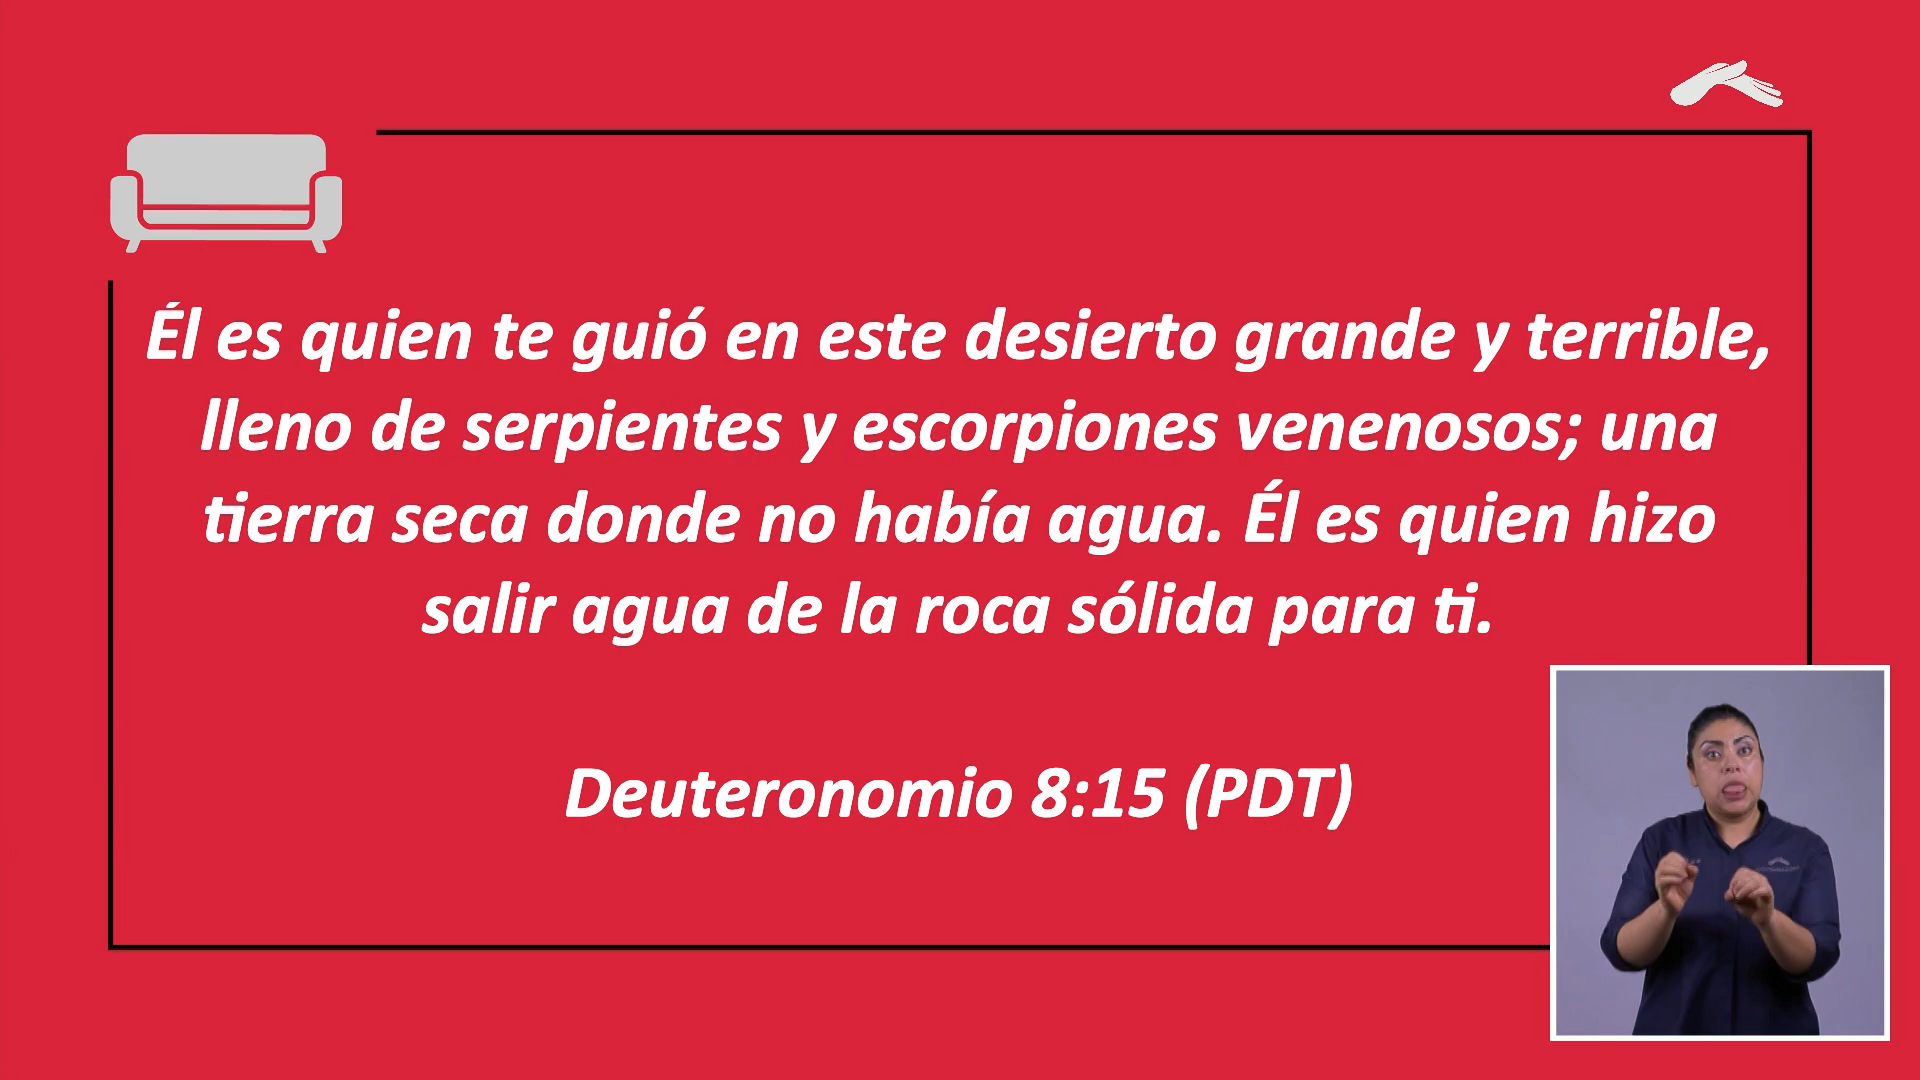 Él es quien te guió en este desierto grande y terrible,
lleno de serpientes y escorpiones venenosos; una
tierra seca donde no había agua. Él es quien hizo
salir agua de la roca sólida para ti.
Deuteronomio 8:15 (PDT)